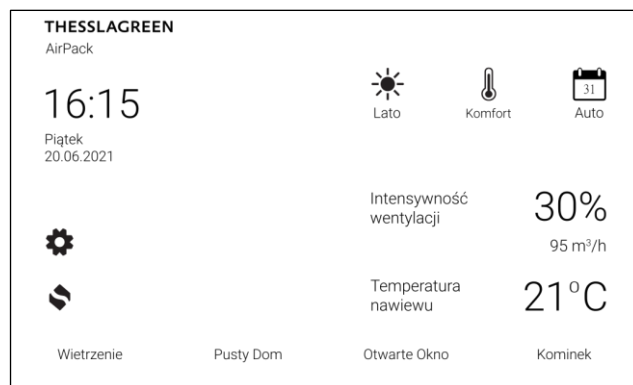 THESSLAGREEN
AirPack
16:15
Piątek
20.06.2021
31
Lato
Komfort
Auto
Intensywność
wentylacji
30%
95 m³/h
Temperatura
nawiewu
21°C
Wietrzenie
Pusty Dom
Otwarte Okno
Kominek